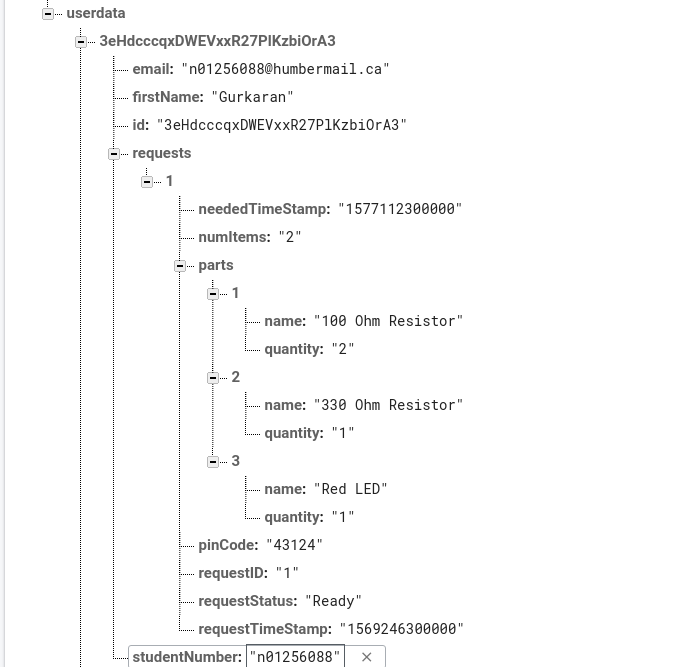 userdata
3eHdcccqxDWEVxxR27PlKzbiOrA3
email: "n01256088@humbermail.ca"
firstName: "Gurkaran"
id: "3eHdcccqxDWEVxxR27PlKzbiOrA3"
requests
1
neededTimeStamp: "1577112300000"
numItems: "2"
parts
1
name: "100 Ohm Resistor"
quantity: "2"
2
name: "330 Ohm Resistor"
quantity: "1"
3
name: "Red LED"
quantity: "1"
pinCode: "43124"
requestID: "1"
requestStatus: "Ready"
requestTimeStamp: "1569246300000"
studentNumber: "n01256088"